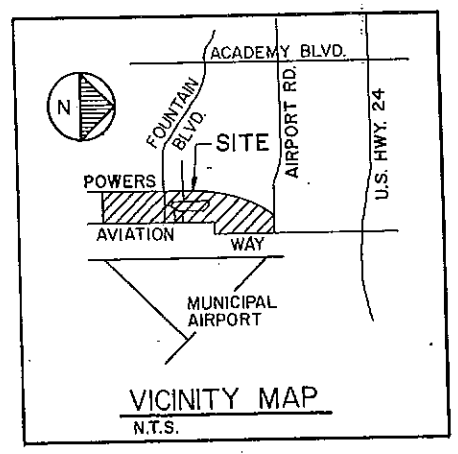 ACADEMY BLVD.
N
FOUNTAIN
BLVD.
AIRPORT RD.
U.S. HWY. 24
SITE
POWERS
AVIATION WAY
MUNICIPAL
AIRPORT
VICINITY MAP
N.T.S.